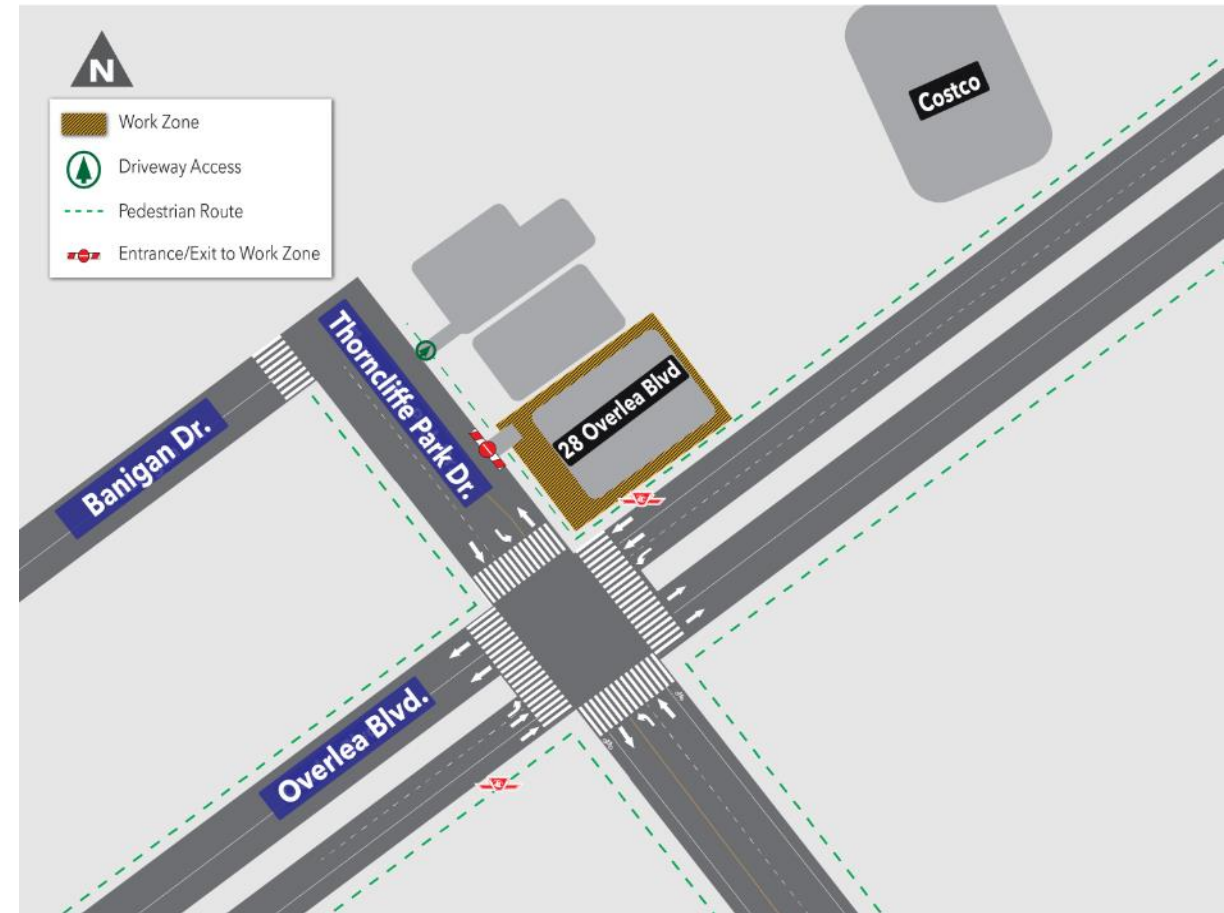 N
Work Zone
Driveway Access
Pedestrian Route
Entrance/Exit to Work Zone
Costco
Thorncliffe Park Dr.
28 Overlea Blvd
Banigan Dr.
Overlea Blvd.